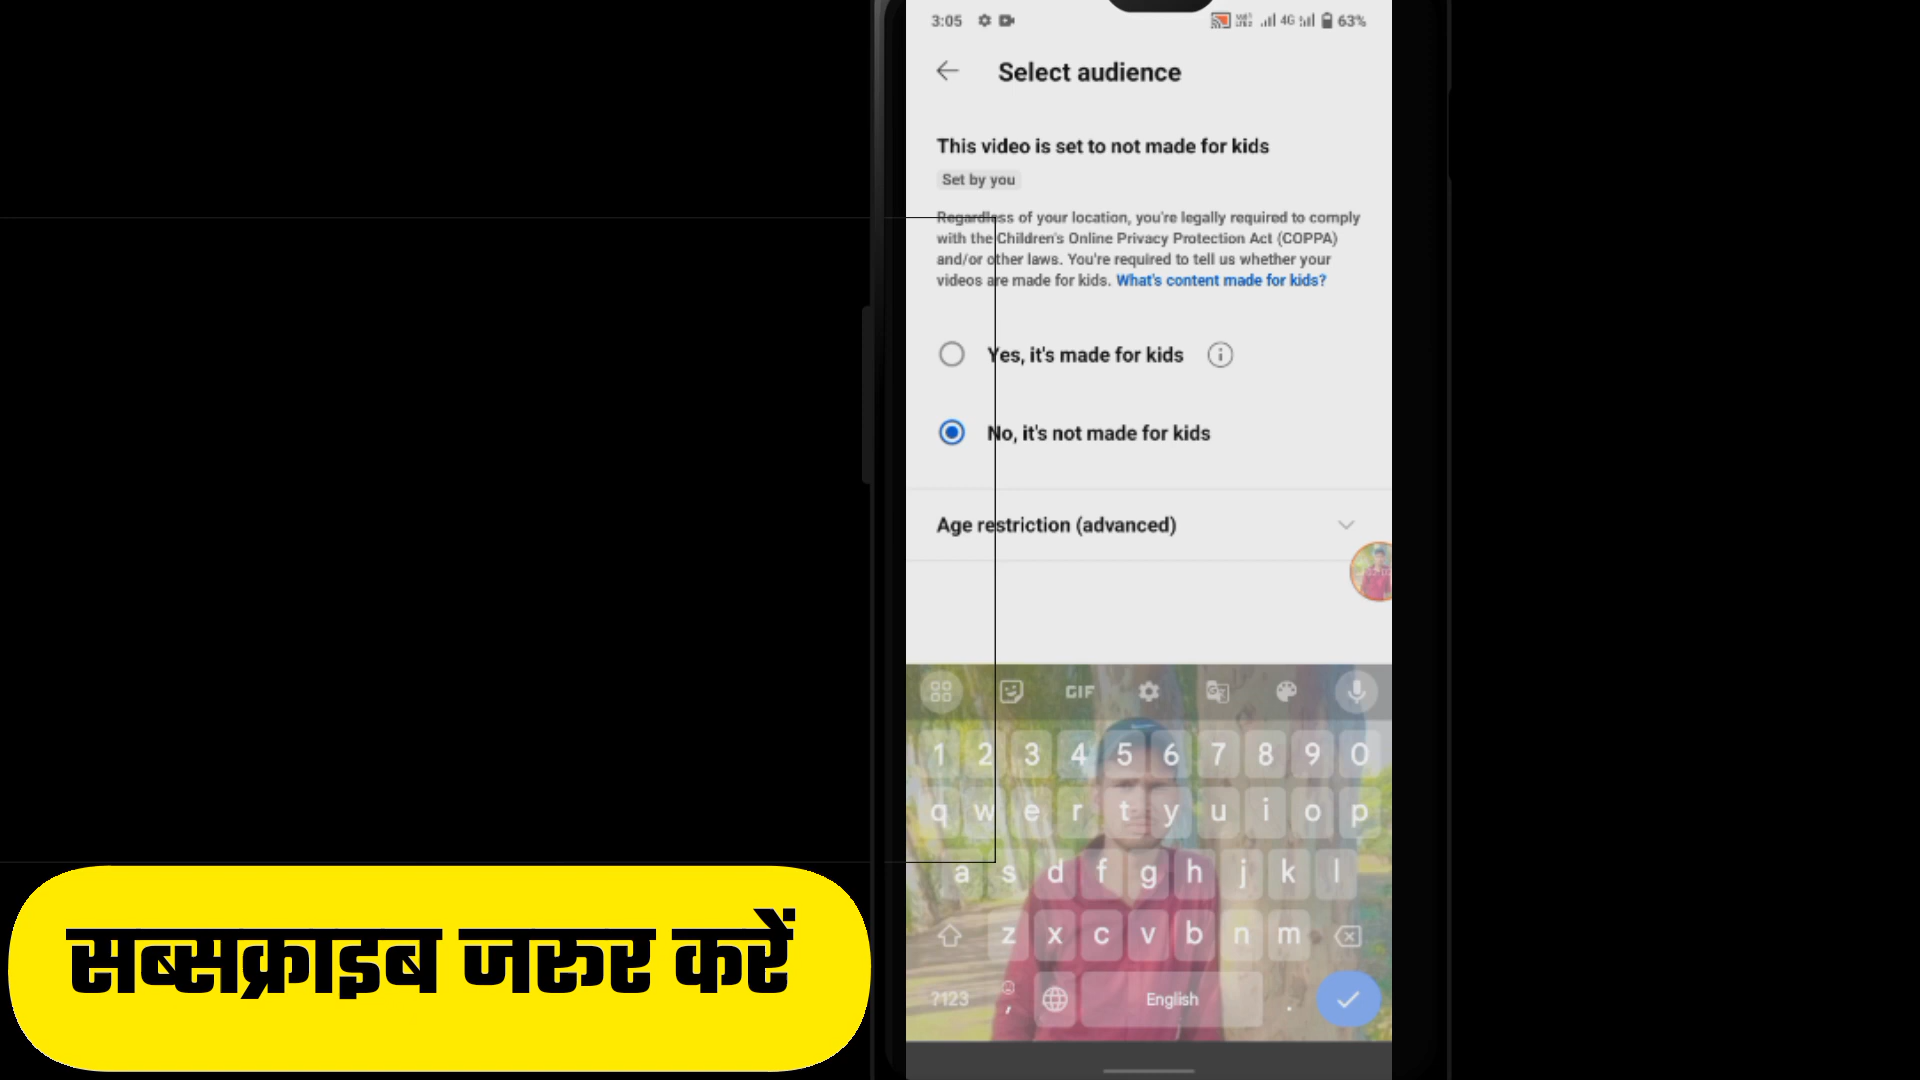 3:05
4G
63%
Select audience
This video is set to not made for kids
Set by you
Regardless of your location, you're legally required to comply
with the Children's Online Privacy Protection Act (COPPA)
and/or other laws. You're required to tell us whether your
videos are made for kids. What's content made for kids?
Yes, it's made for kids
No, it's not made for kids
Age restriction (advanced)
GIF
1 2 3 4 5 6 7 8 9 0
q w e r t y u i o p
a s d f g h j k l
z x c v b n m
?123 , English .
सब्सक्राइब जरूर करें